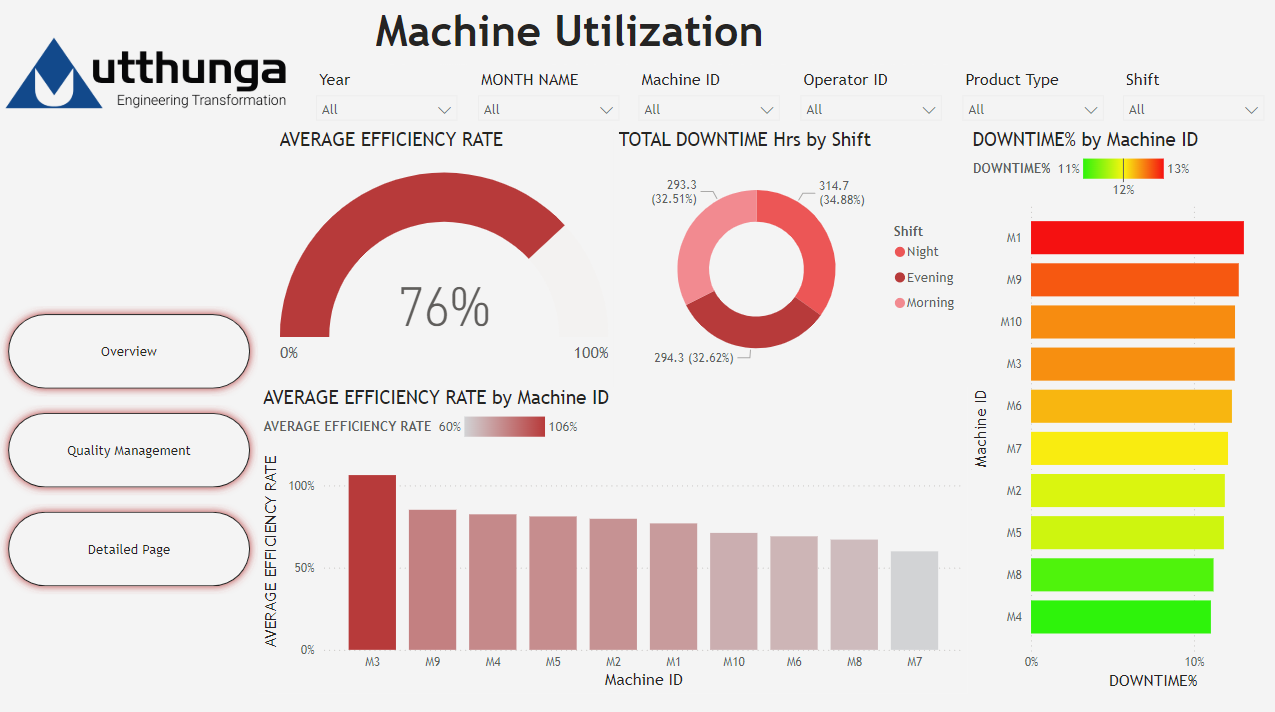 Machine Utilization
utthunga
Engineering Transformation
Year
MONTH NAME
Machine ID
Operator ID
Product Type
Shift
All
All
All
All
All
All
AVERAGE EFFICIENCY RATE
76%
0%
100%
TOTAL DOWNTIME Hrs by Shift
293.3
(32.51%)
314.7
(34.88%)
294.3 (32.62%)
Shift
Night
Evening
Morning
DOWNTIME% by Machine ID
DOWNTIME% 11% 13%
12%
Machine ID
M1
M9
M10
M3
M6
M7
M2
M5
M8
M4
0% 10%
DOWNTIME%
Overview
Quality Management
Detailed Page
AVERAGE EFFICIENCY RATE by Machine ID
AVERAGE EFFICIENCY RATE 60% 106%
AVERAGE EFFICIENCY RATE
100%
50%
0%
M3 M9 M4 M5 M2 M1 M10 M6 M8 M7
Machine ID